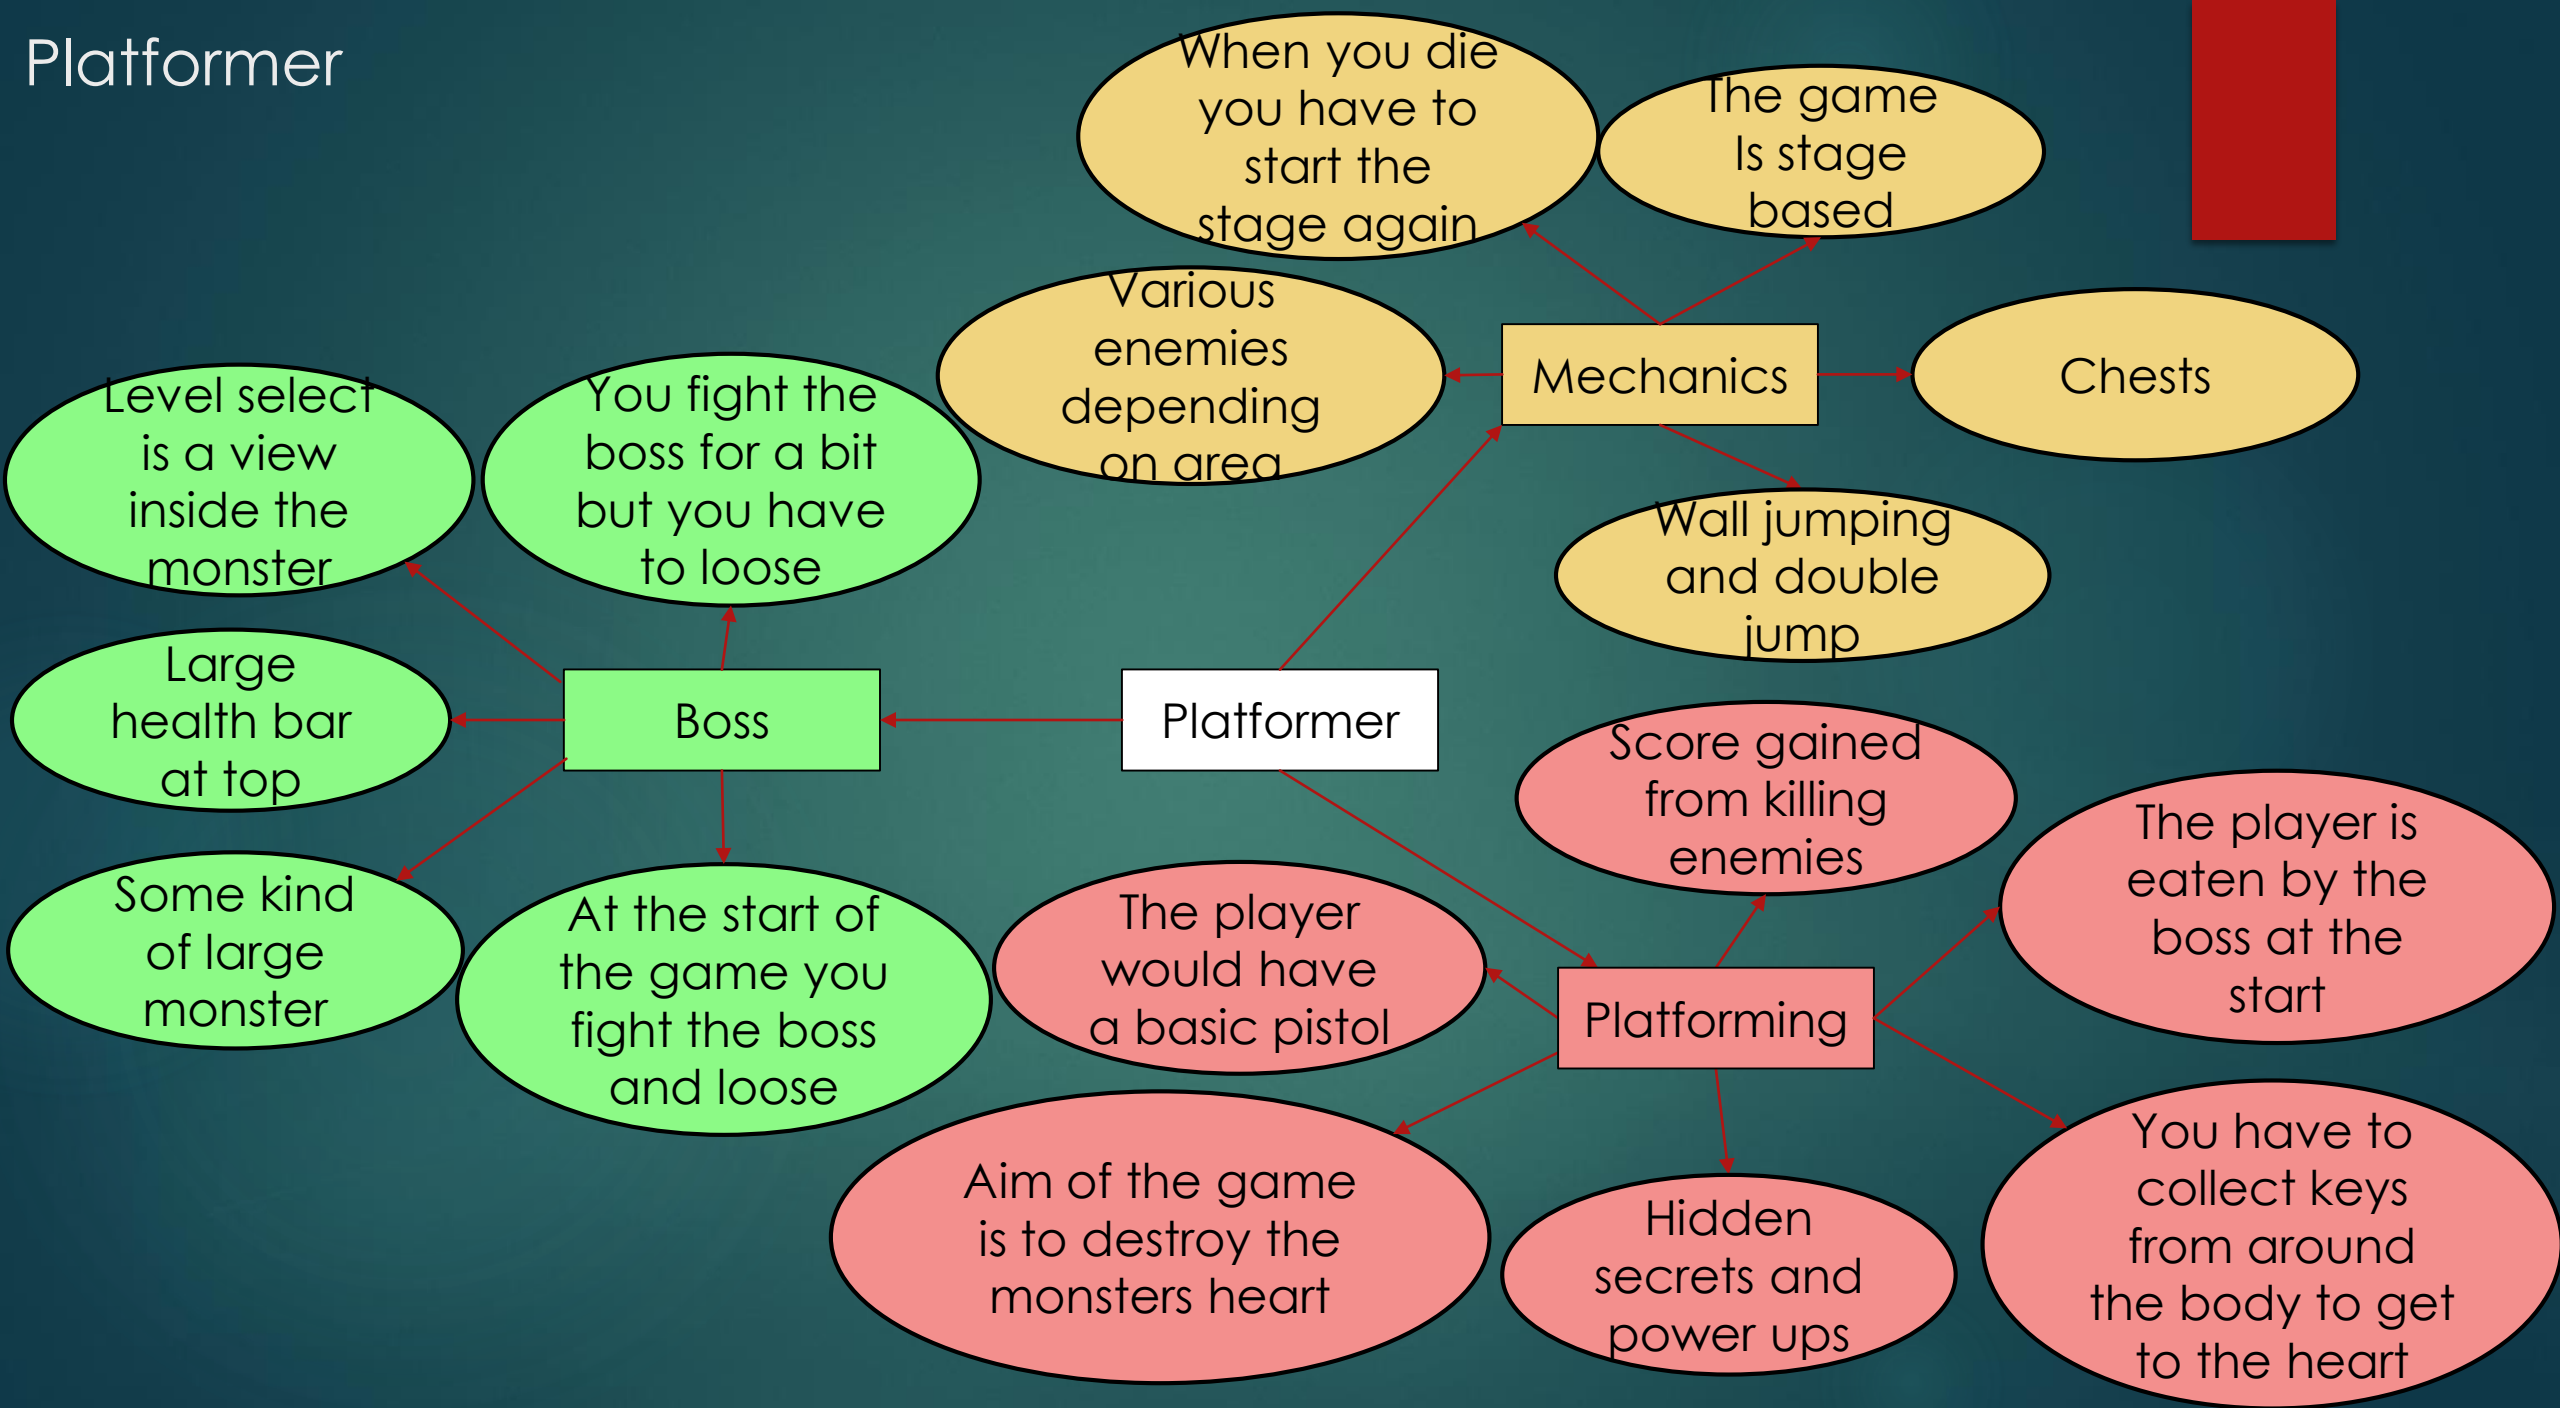 Platformer
When you die
you have to
start the
stage again
The game
Is stage
based
Various
enemies
depending
on area
Mechanics
Chests
Wall jumping
and double
jump
Level select
is a view
inside the
monster
You fight the
boss for a bit
but you have
to loose
Large
health bar
at top
Boss
Platformer
Some kind
of large
monster
At the start of
the game you
fight the boss
and loose
Score gained
from killing
enemies
The player is
eaten by the
boss at the
start
The player
would have
a basic pistol
Platforming
Aim of the game
is to destroy the
monsters heart
Hidden
secrets and
power ups
You have to
collect keys
from around
the body to get
to the heart